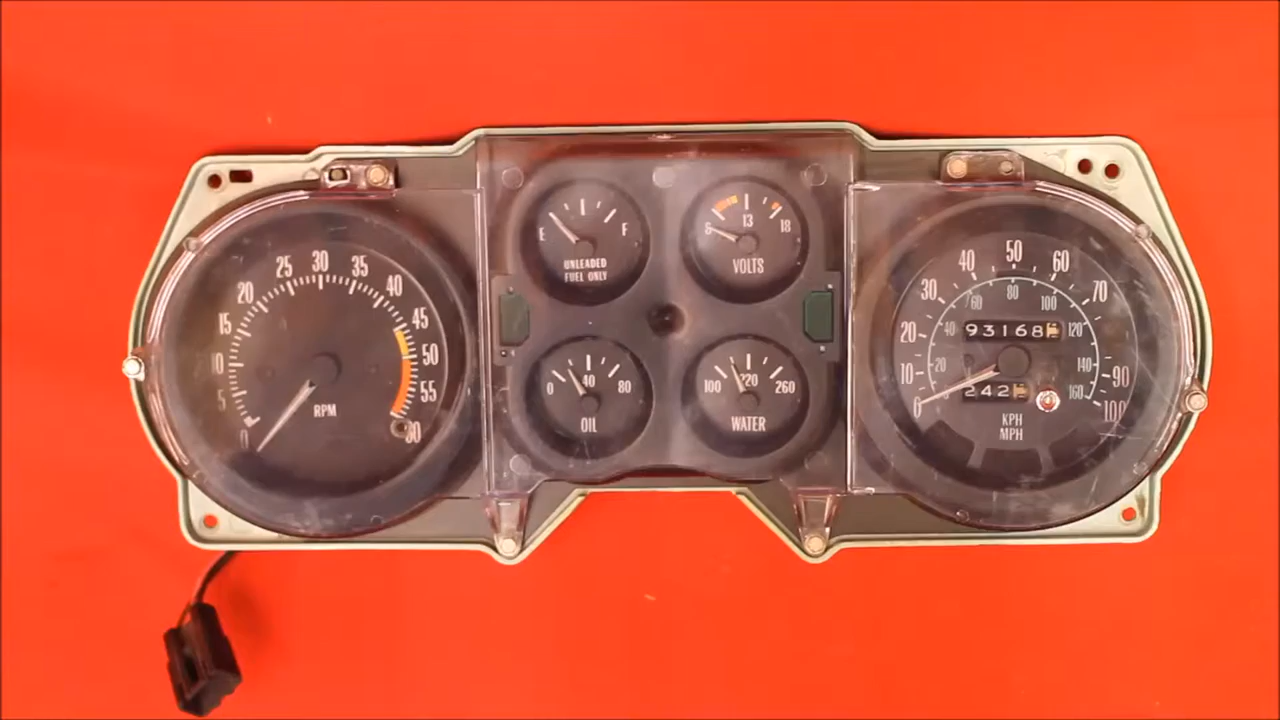 0 5 10 15 20 25 30 35 40 45 50 55 60
RPM
E F
UNLEADED
FUEL ONLY
8 13 18
VOLTS
0 40 80
OIL
100 220 260
WATER
0 10 20 30 40 50 60 70 90 100
20 40 60 80 100 120 140 160
93168
242
KPH
MPH